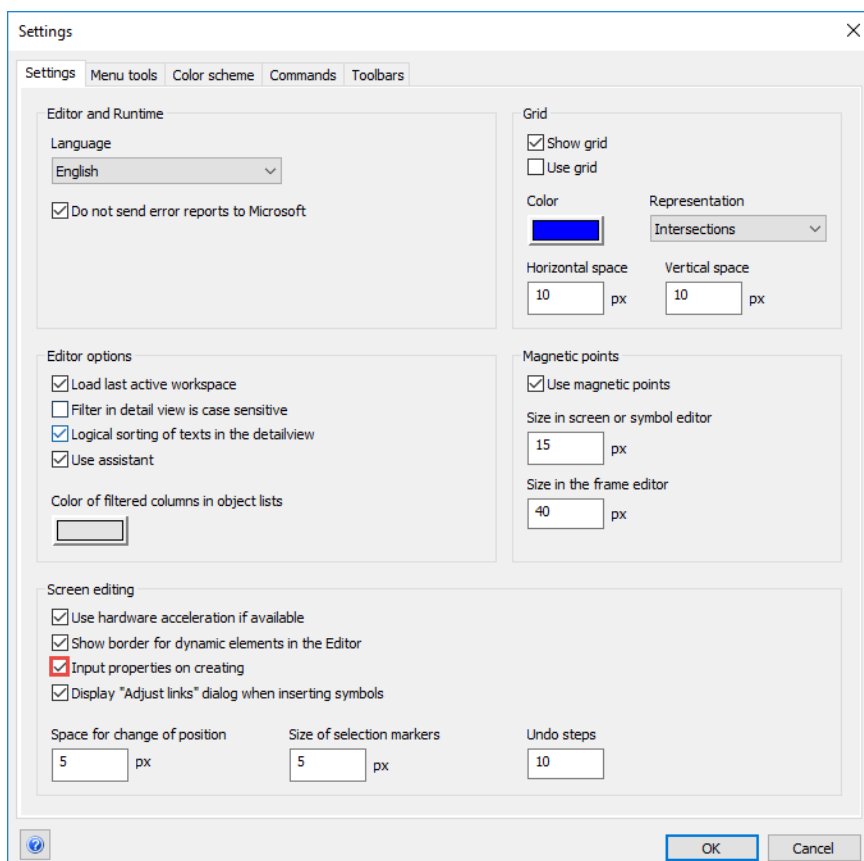 Settings
Settings Menu tools Color scheme Commands Toolbars
Editor and Runtime
Language
English
Do not send error reports to Microsoft
Grid
Show grid
Use grid
Color Representation
Intersections
Horizontal space Vertical space
10 px 10 px
Editor options
Load last active workspace
Filter in detail view is case sensitive
Logical sorting of texts in the detailview
Use assistant
Color of filtered columns in object lists
Magnetic points
Use magnetic points
Size in screen or symbol editor
15 px
Size in the frame editor
40 px
Screen editing
Use hardware acceleration if available
Show border for dynamic elements in the Editor
Input properties on creating
Display "Adjust links" dialog when inserting symbols
Space for change of position Size of selection markers Undo steps
5 px 5 px 10
? OK Cancel